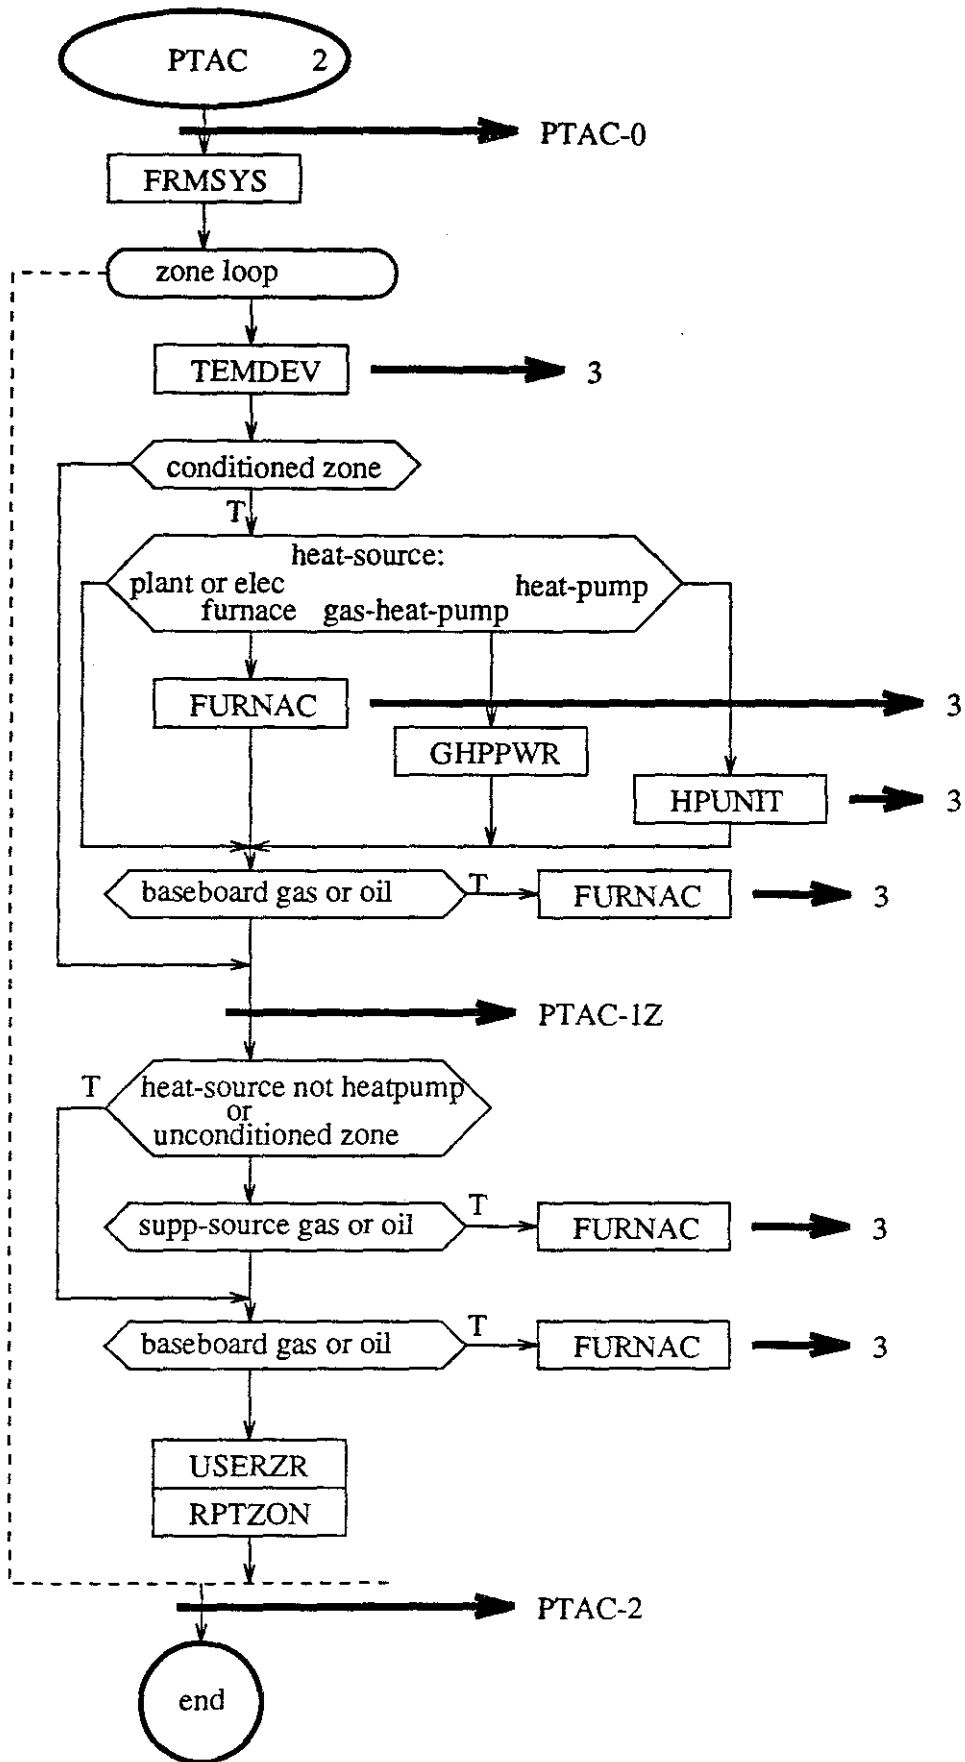 PTAC 2
PTAC-0
FRMSYS
zone loop
TEMDEV 3
conditioned zone
T
heat-source:
plant or elec heat-pump
furnace gas-heat-pump
FURNAC 3
GHPPWR
HPUNIT 3
baseboard gas or oil T FURNAC 3
PTAC-1Z
T heat-source not heatpump
or
unconditioned zone
T
supp-source gas or oil FURNAC 3
T
baseboard gas or oil FURNAC 3
USERZR
RPTZON
PTAC-2
end